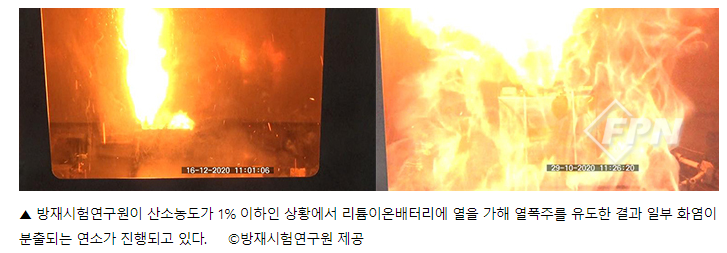 16-12-2020 11:01:06
FPN
29-10-2020 11:26:20
▲ 방재시험연구원이 산소농도가 1% 이하인 상황에서 리튬이온배터리에 열을 가해 열폭주를 유도한 결과 일부 화염이
분출되는 연소가 진행되고 있다. ©방재시험연구원 제공